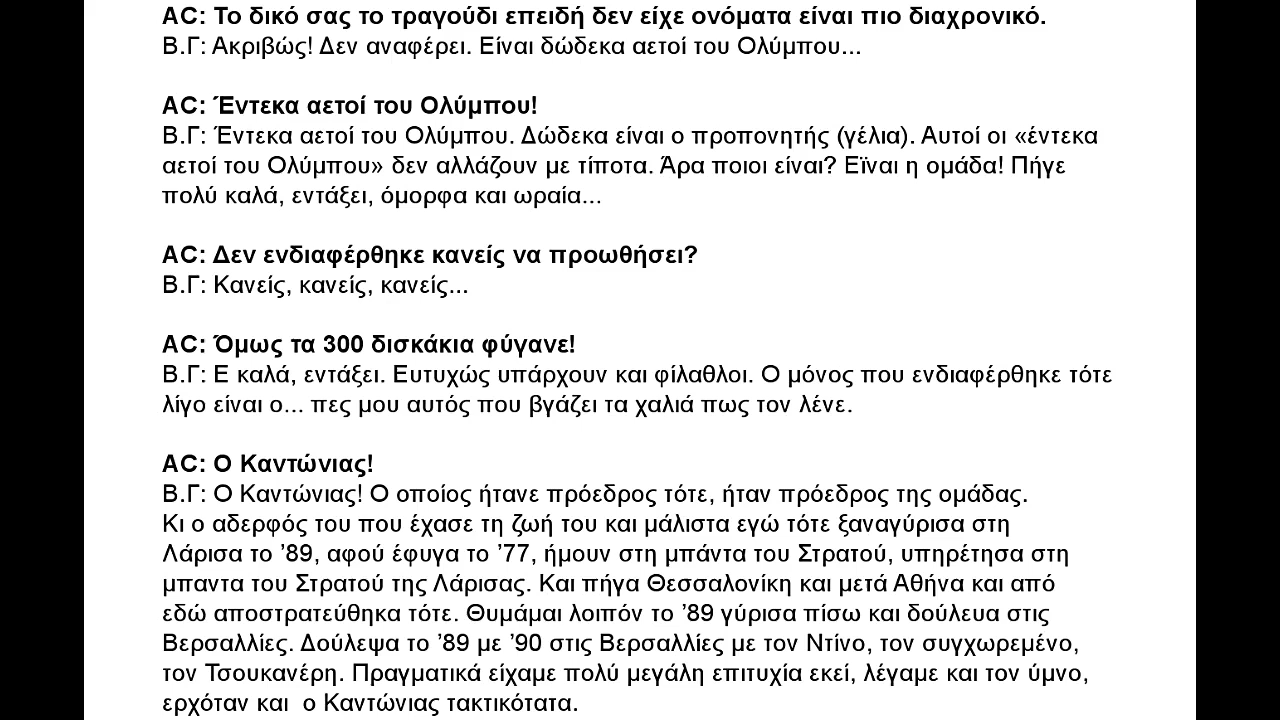 AC: Το δικό σας το τραγούδι επειδή δεν είχε ονόματα είναι πιο διαχρονικό.
Β.Γ: Ακριβώς! Δεν αναφέρει. Είναι δώδεκα αετοί του Ολύμπου...
AC: Έντεκα αετοί του Ολύμπου!
Β.Γ: Έντεκα αετοί του Ολύμπου. Δώδεκα είναι ο προπονητής (γέλια). Αυτοί οι «έντεκα
αετοί του Ολύμπου» δεν αλλάζουν με τίποτα. Άρα ποιοι είναι? Εϊναι η ομάδα! Πήγε
πολύ καλά, εντάξει, όμορφα και ωραία...
AC: Δεν ενδιαφέρθηκε κανείς να προωθήσει?
Β.Γ: Κανείς, κανείς, κανείς...
AC: Όμως τα 300 δισκάκια φύγανε!
Β.Γ: Ε καλά, εντάξει. Ευτυχώς υπάρχουν και φίλαθλοι. Ο μόνος που ενδιαφέρθηκε τότε
λίγο είναι ο... πες μου αυτός που βγάζει τα χαλιά πως τον λένε.
AC: Ο Καντώνιας!
Β.Γ: Ο Καντώνιας! Ο οποίος ήτανε πρόεδρος τότε, ήταν πρόεδρος της ομάδας.
Κι ο αδερφός του που έχασε τη ζωή του και μάλιστα εγώ τότε ξαναγύρισα στη
Λάρισα το ’89, αφού έφυγα το ’77, ήμουν στη μπάντα του Στρατού, υπηρέτησα στη
μπαντα του Στρατού της Λάρισας. Και πήγα Θεσσαλονίκη και μετά Αθήνα και από
εδώ αποστρατεύθηκα τότε. Θυμάμαι λοιπόν το ’89 γύρισα πίσω και δούλευα στις
Βερσαλλίες. Δούλεψα το ’89 με ’90 στις Βερσαλλίες με τον Ντίνο, τον συγχωρεμένο,
τον Τσουκανέρη. Πραγματικά είχαμε πολύ μεγάλη επιτυχία εκεί, λέγαμε και τον ύμνο,
ερχόταν και  ο Καντώνιας τακτικότατα.